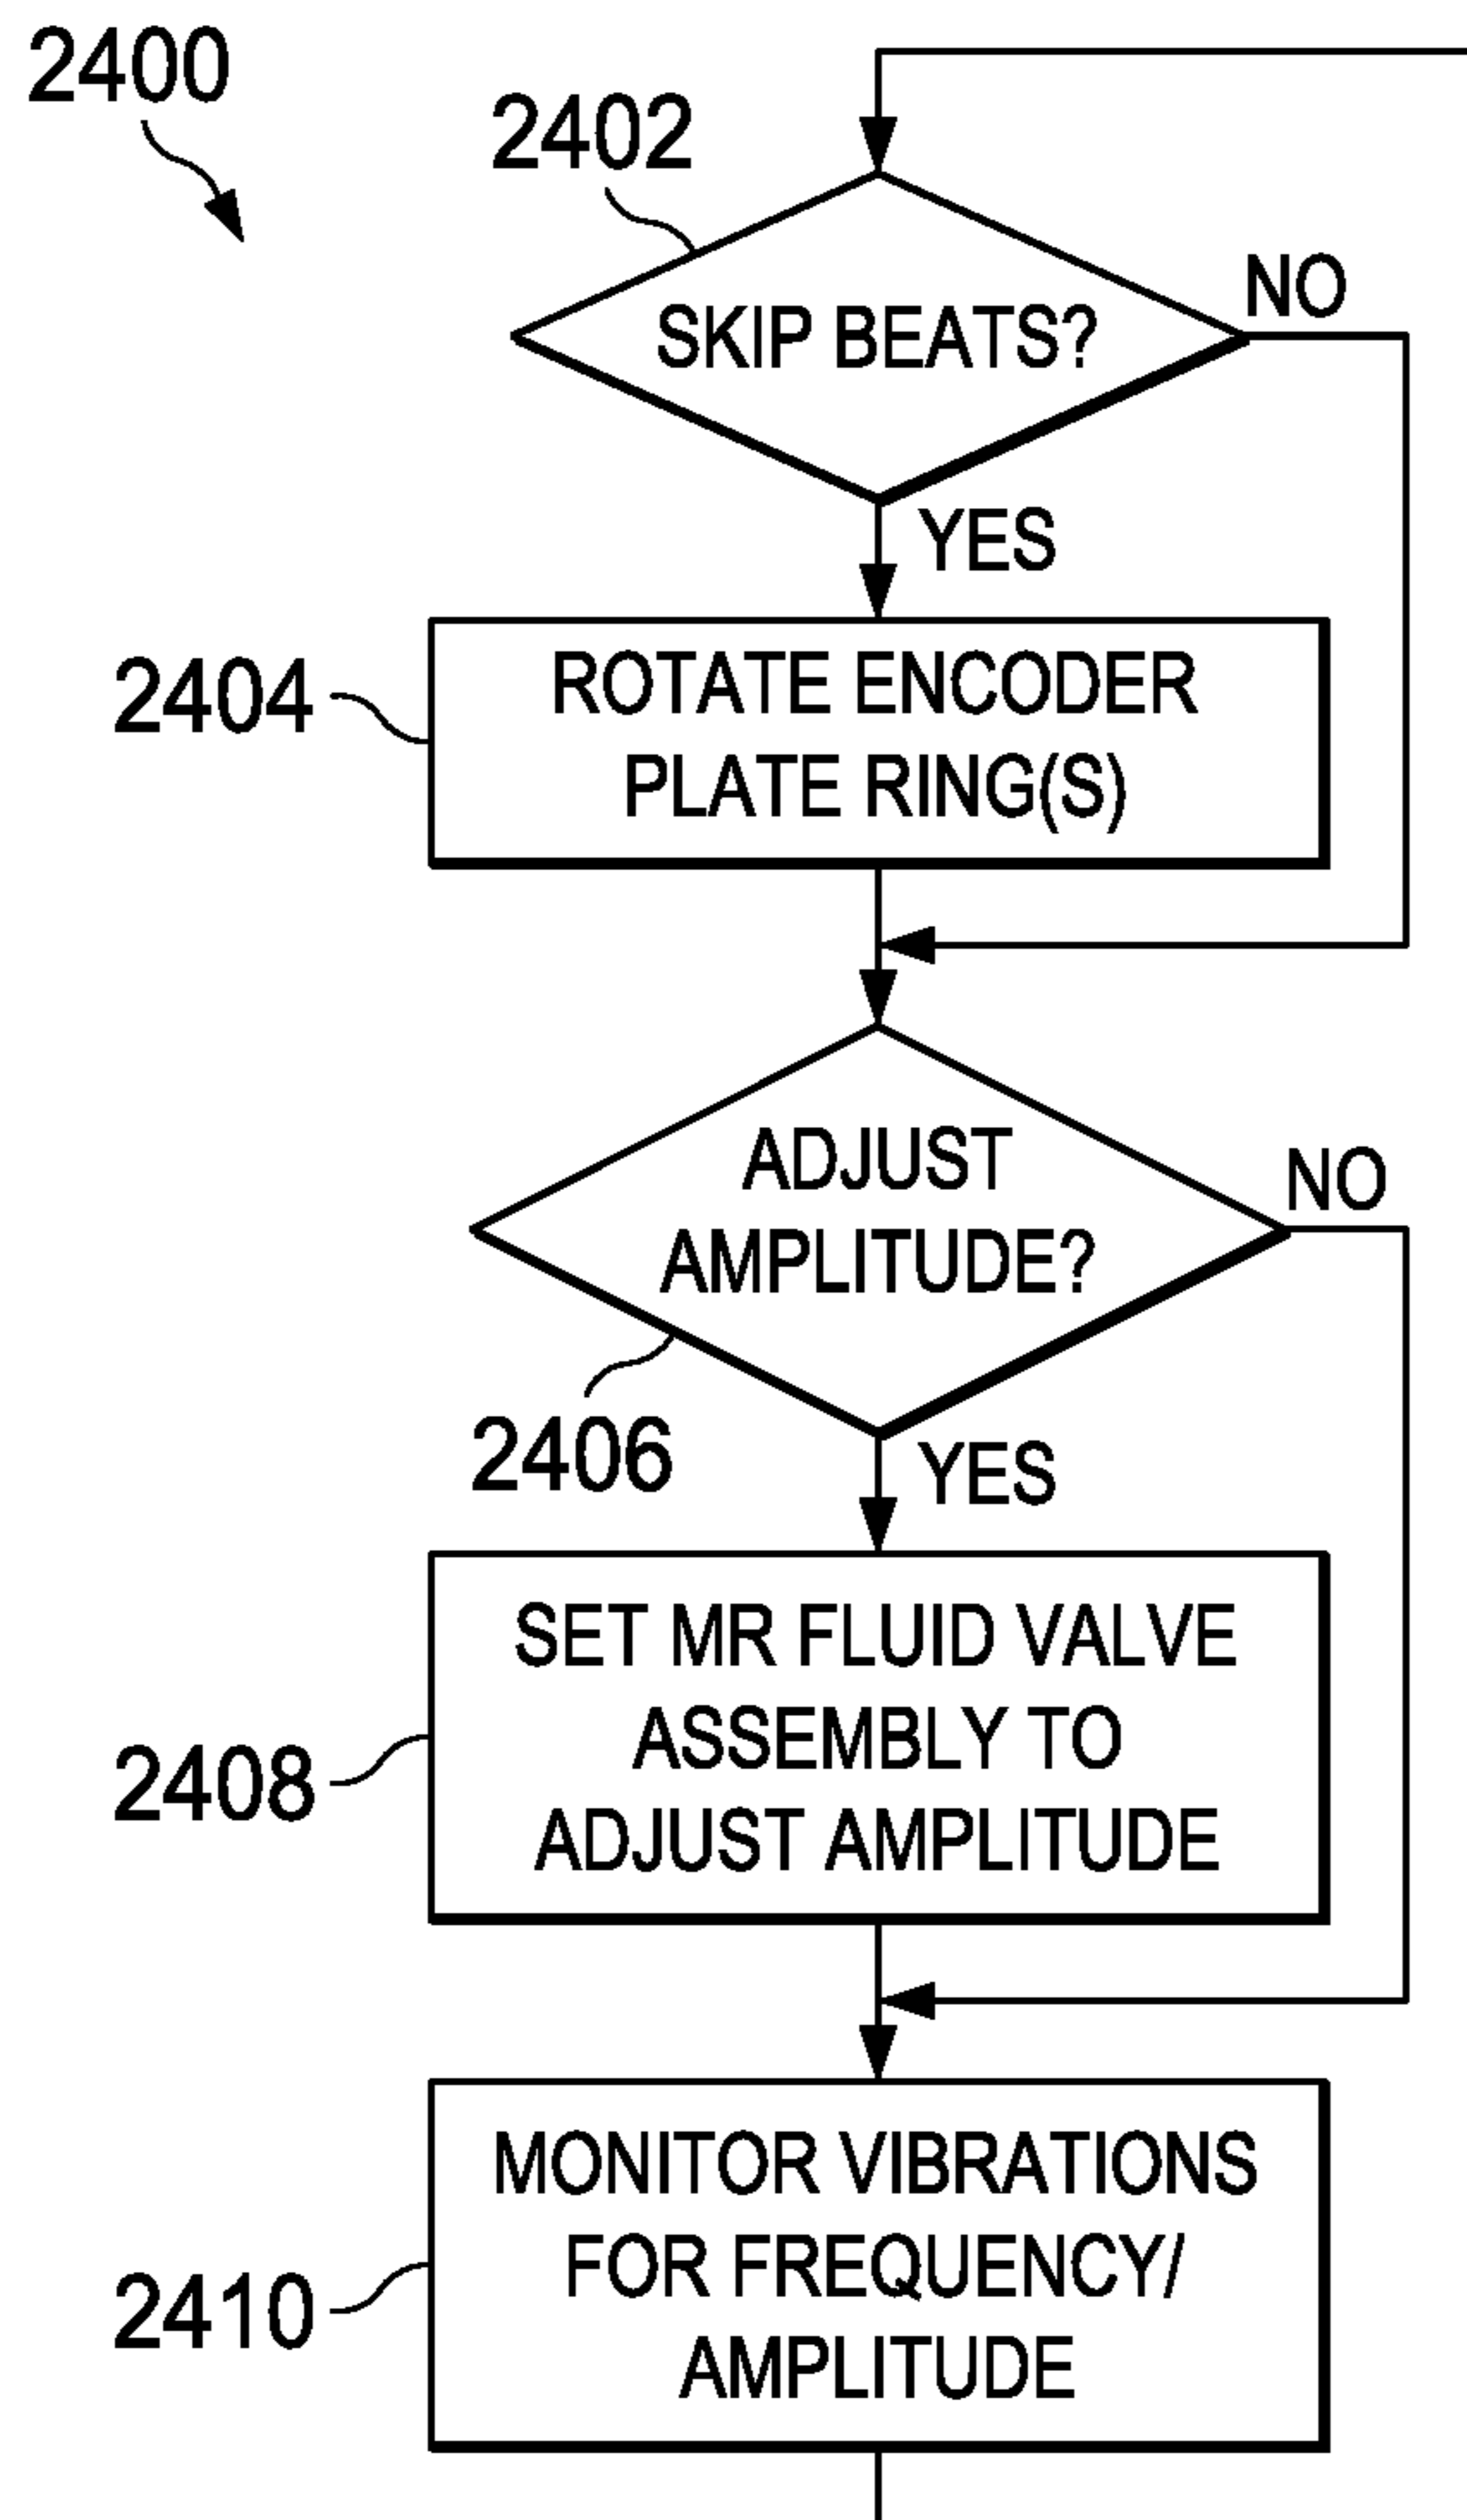 2400
2402
SKIP BEATS?
NO
YES
2404
ROTATE ENCODER
PLATE RING(S)
ADJUST
AMPLITUDE?
NO
2406
YES
SET MR FLUID VALVE
ASSEMBLY TO
ADJUST AMPLITUDE
2408
MONITOR VIBRATIONS
FOR FREQUENCY/
AMPLITUDE
2410